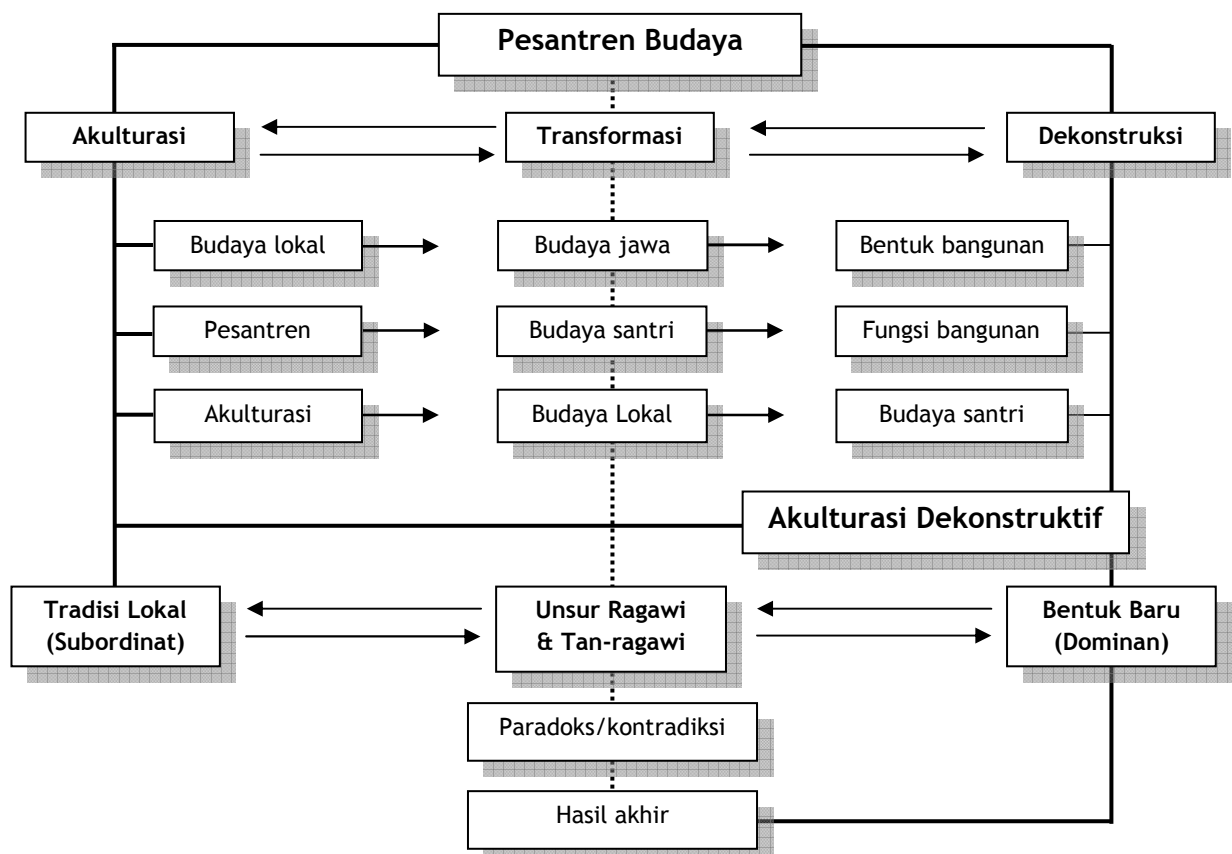 Pesantren Budaya
Akulturasi
Transformasi
Dekonstruksi
Budaya lokal
Budaya jawa
Bentuk bangunan
Pesantren
Budaya santri
Fungsi bangunan
Akulturasi
Budaya Lokal
Budaya santri
Akulturasi Dekonstruktif
Tradisi Lokal
(Subordinat)
Unsur Ragawi
& Tan-ragawi
Bentuk Baru
(Dominan)
Paradoks/kontradiksi
Hasil akhir